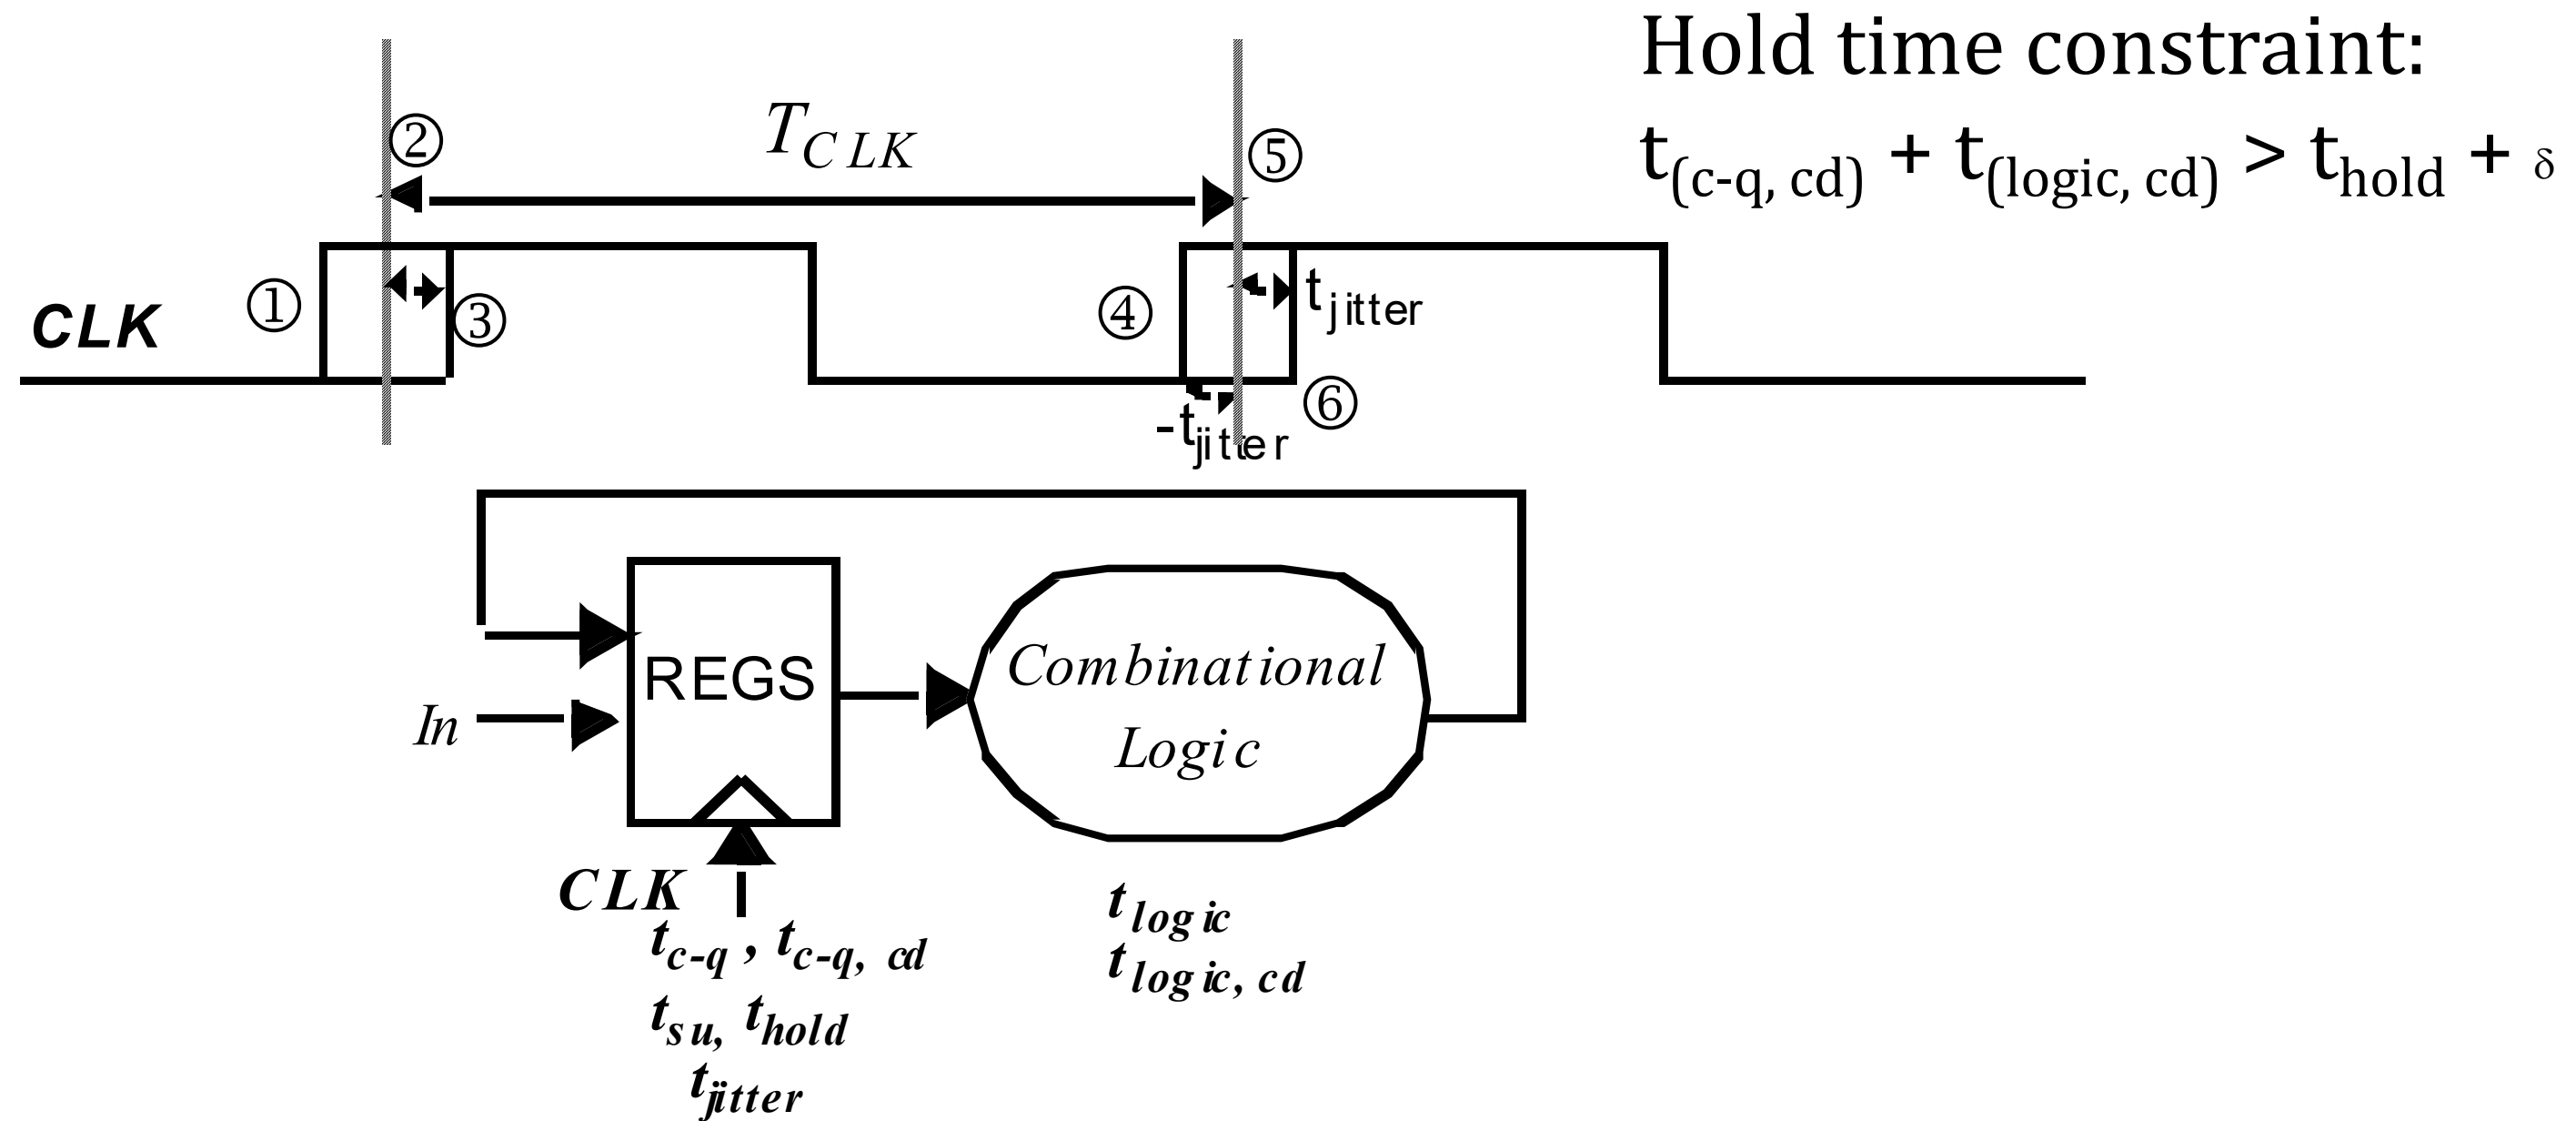 Hold time constraint:
t(c-q, cd) + t(logic, cd) > thold + δ
②
TCLK
⑤
①
③
④
tjitter
CLK
⑥
-tjitter
REGS
Combinational
Logic
In
CLK
tlogic
tc-q , tc-q, cd
tlogic, cd
tsu, thold
tjitter